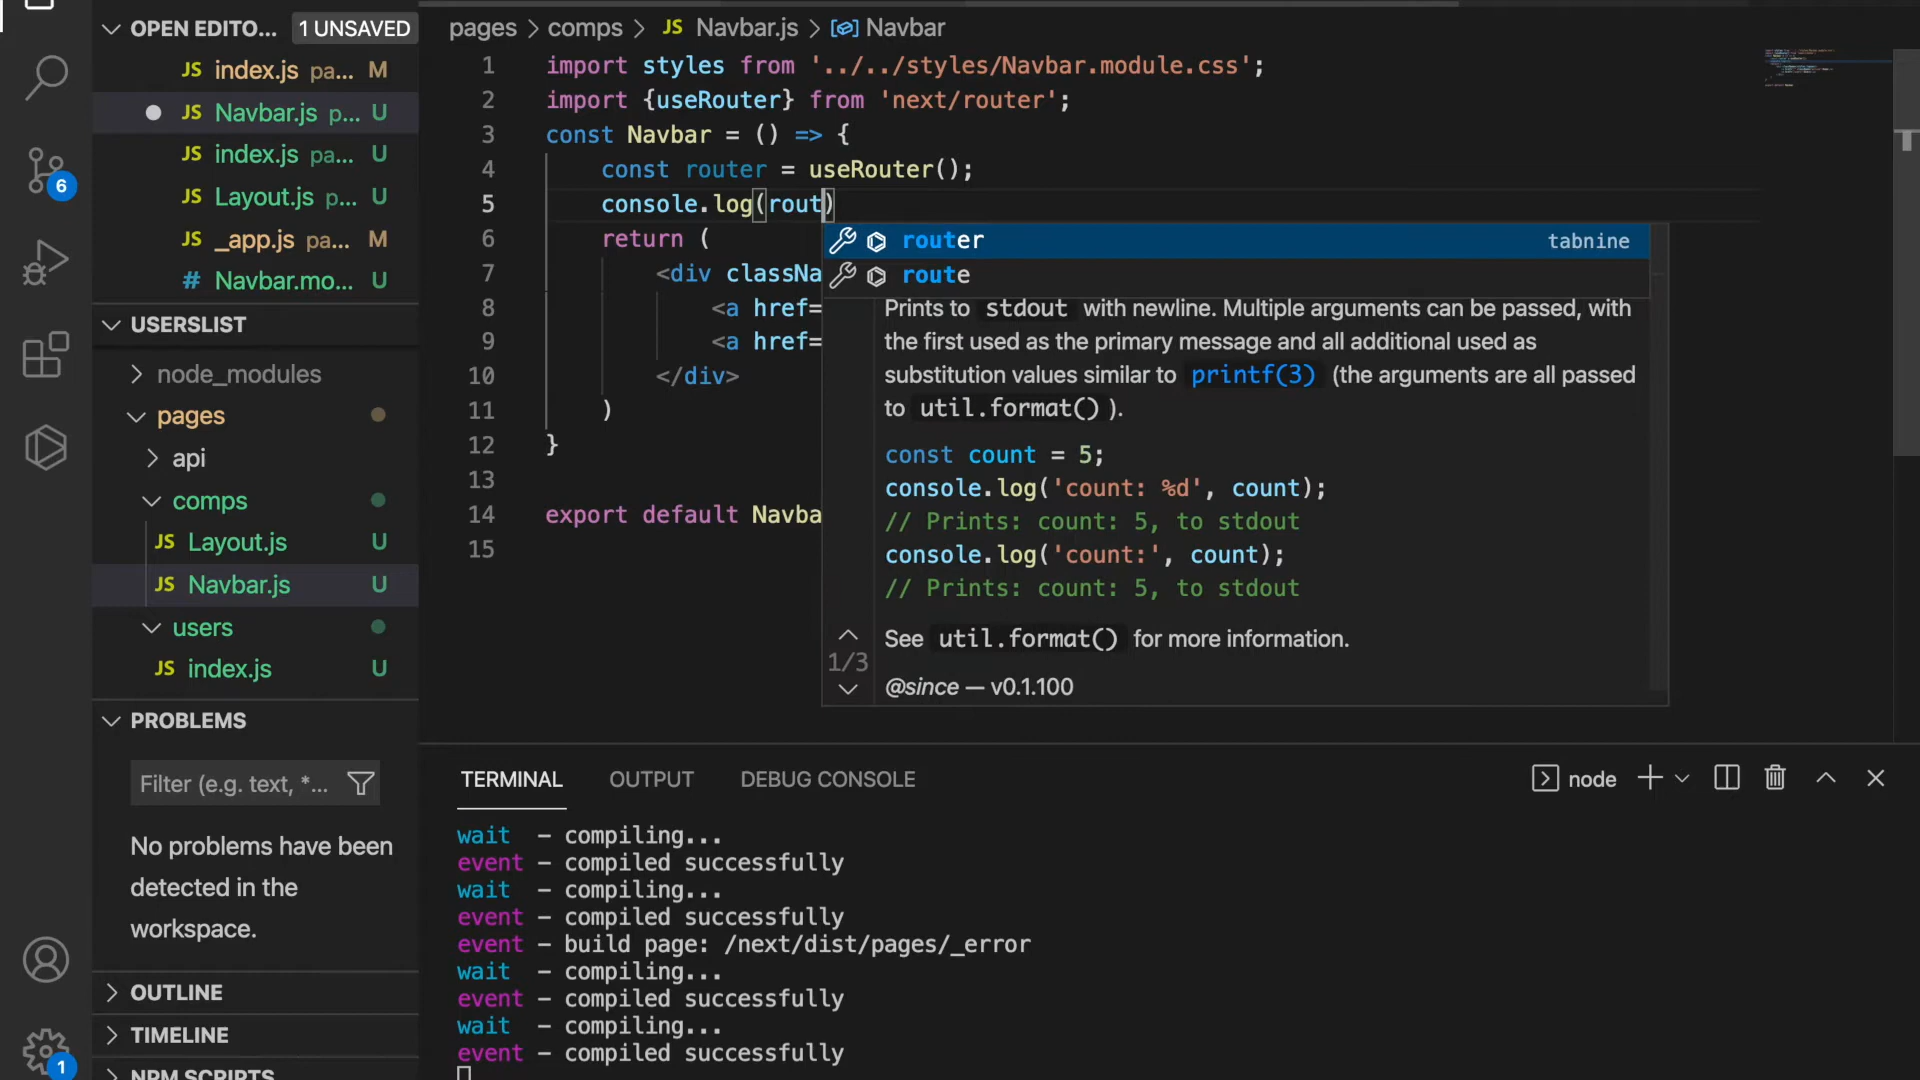 OPEN EDITO... 1 UNSAVED
JS index.js pa... M
JS Navbar.js p... U
JS index.js pa... U
JS Layout.js p... U
JS _app.js pa... M
# Navbar.mo... U
USERSLIST
node_modules
pages
api
comps
JS Layout.js U
JS Navbar.js U
users
JS index.js U
PROBLEMS
Filter (e.g. text, *...
No problems have been
detected in the
workspace.
OUTLINE
TIMELINE
NPM SCRIPTS
6
1
pages > comps > JS Navbar.js > Navbar
1 import styles from '../../styles/Navbar.module.css';
2 import {useRouter} from 'next/router';
3 const Navbar = () => {
4 const router = useRouter();
5 console.log(rout)
6 return (
7 <div classNa
8 <a href=
9 <a href=
10 </div>
11 )
12 }
13
14 export default Navba
15
router tabnine
route
Prints to stdout with newline. Multiple arguments can be passed, with
the first used as the primary message and all additional used as
substitution values similar to printf(3) (the arguments are all passed
to util.format() ).
const count = 5;
console.log('count: %d', count);
// Prints: count: 5, to stdout
console.log('count:', count);
// Prints: count: 5, to stdout
See util.format() for more information.
1/3
@since — v0.1.100
TERMINAL OUTPUT DEBUG CONSOLE node
wait – compiling...
event – compiled successfully
wait – compiling...
event – compiled successfully
event – build page: /next/dist/pages/_error
wait – compiling...
event – compiled successfully
wait – compiling...
event – compiled successfully